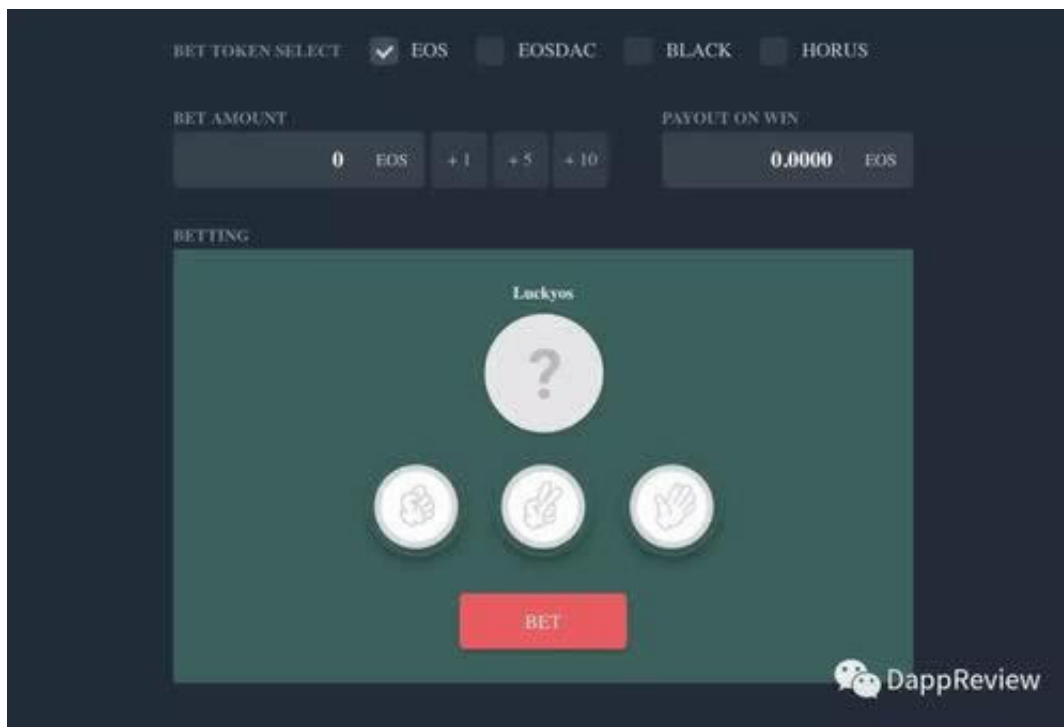 BET TOKEN SELECT EOS EOSDAC BLACK HORUS
BET AMOUNT PAYOUT ON WIN
0 EOS +1 +5 +10 0.0000 EOS
BETTING
Luckyos
?
BET
DappReview